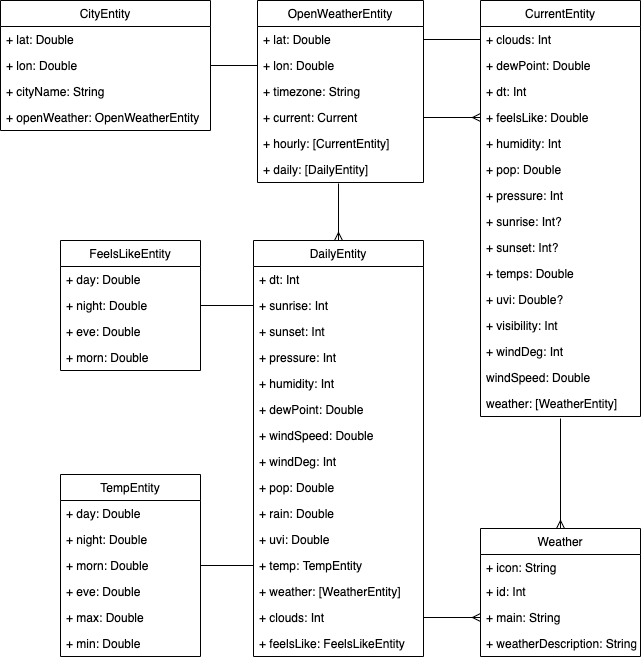 CityEntity
+ lat: Double
+ lon: Double
+ cityName: String
+ openWeather: OpenWeatherEntity
OpenWeatherEntity
+ lat: Double
+ lon: Double
+ timezone: String
+ current: Current
+ hourly: [CurrentEntity]
+ daily: [DailyEntity]
CurrentEntity
+ clouds: Int
+ dewPoint: Double
+ dt: Int
+ feelsLike: Double
+ humidity: Int
+ pop: Double
+ pressure: Int
+ sunrise: Int?
+ sunset: Int?
+ temps: Double
+ uvi: Double?
+ visibility: Int
+ windDeg: Int
windSpeed: Double
weather: [WeatherEntity]
FeelsLikeEntity
+ day: Double
+ night: Double
+ eve: Double
+ morn: Double
DailyEntity
+ dt: Int
+ sunrise: Int
+ sunset: Int
+ pressure: Int
+ humidity: Int
+ dewPoint: Double
+ windSpeed: Double
+ windDeg: Int
+ pop: Double
+ rain: Double
+ uvi: Double
+ temp: TempEntity
+ weather: [WeatherEntity]
+ clouds: Int
+ feelsLike: FeelsLikeEntity
TempEntity
+ day: Double
+ night: Double
+ morn: Double
+ eve: Double
+ max: Double
+ min: Double
Weather
+ icon: String
+ id: Int
+ main: String
+ weatherDescription: String